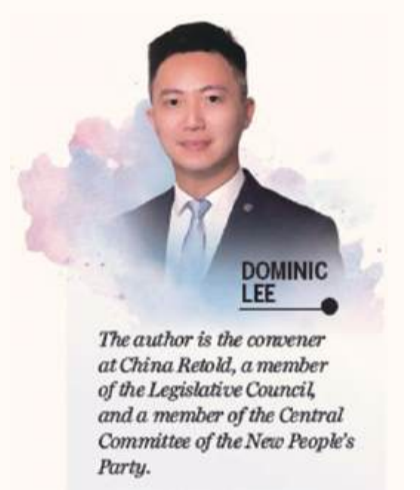 DOMINIC
LEE
The author is the convener
at China Retold, a member
of the Legislative Council,
and a member of the Central
Committee of the New People's
Party.